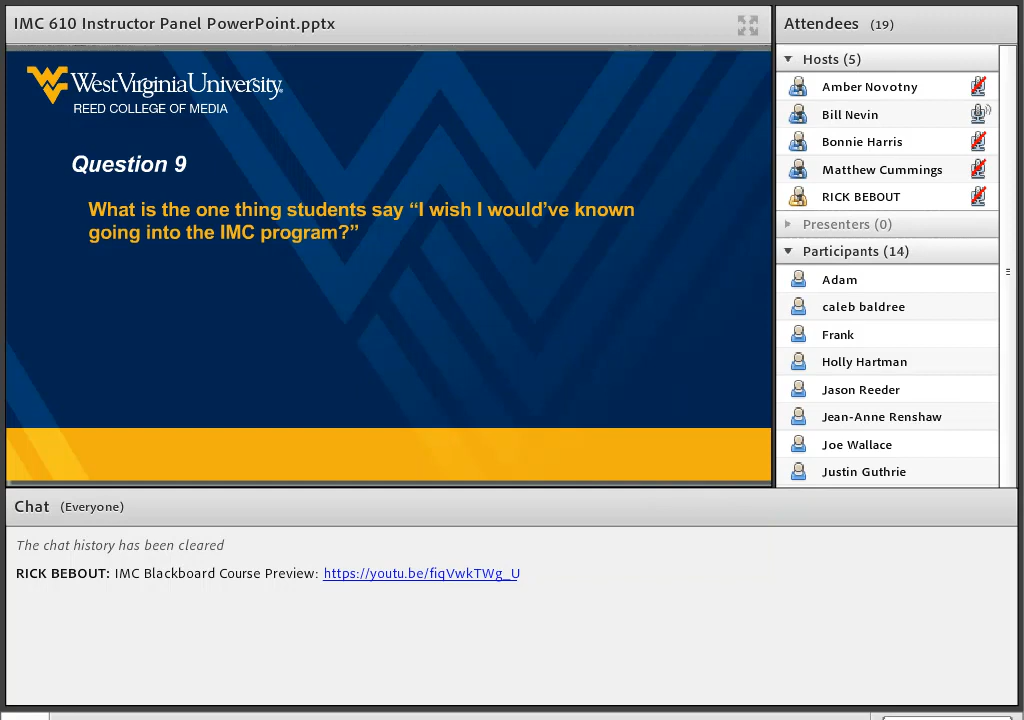 IMC 610 Instructor Panel PowerPoint.pptx
WestVirginiaUniversity.
REED COLLEGE OF MEDIA
Question 9
What is the one thing students say “I wish I would’ve known
going into the IMC program?”
Attendees (19)
Hosts (5)
Amber Novotny
Bill Nevin
Bonnie Harris
Matthew Cummings
RICK BEBOUT
Presenters (0)
Participants (14)
Adam
caleb baldree
Frank
Holly Hartman
Jason Reeder
Jean-Anne Renshaw
Joe Wallace
Justin Guthrie
Chat (Everyone)
The chat history has been cleared
RICK BEBOUT: IMC Blackboard Course Preview: https://youtu.be/fiqVwkTWg_U